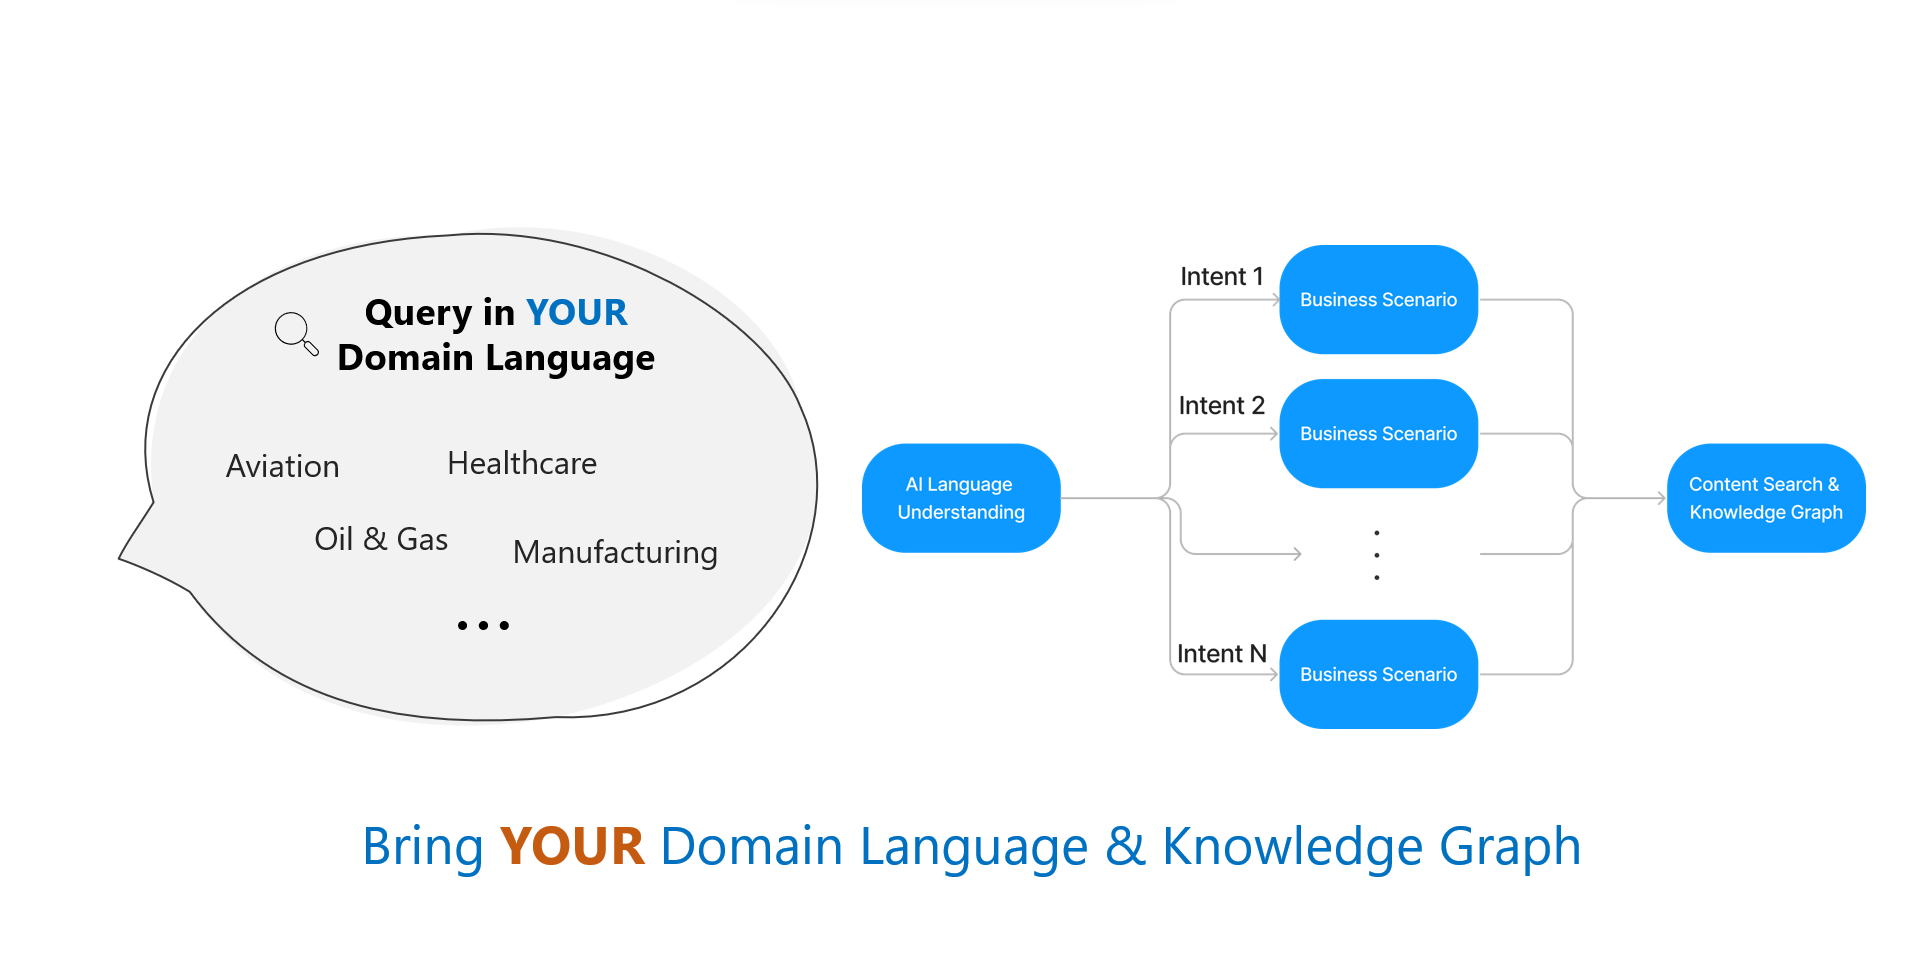 Query in YOUR
Domain Language
Aviation
Healthcare
Oil & Gas
Manufacturing
...
AI Language
Understanding
Intent 1
Business Scenario
Intent 2
Business Scenario
Intent N
Business Scenario
Content Search &
Knowledge Graph
Bring YOUR Domain Language & Knowledge Graph